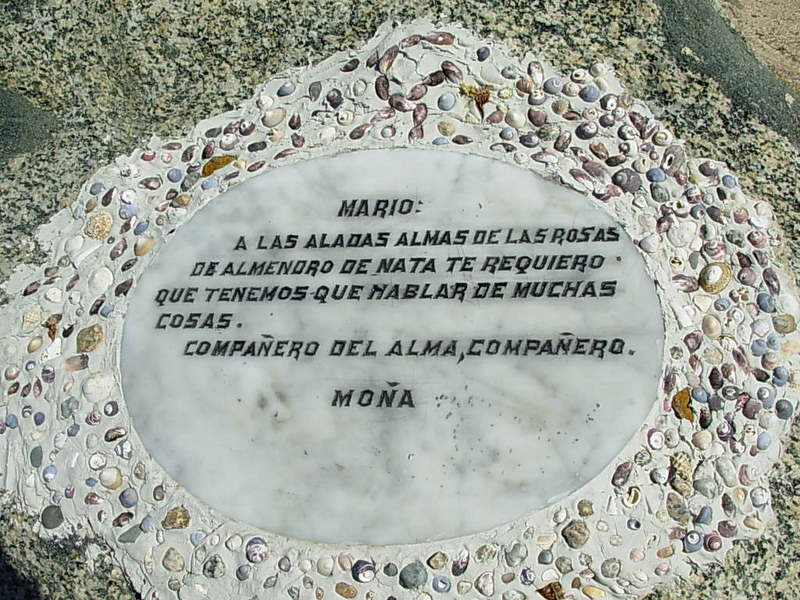 MARIO:
A LAS ALADAS ALMAS DE LAS ROSAS
DE ALMENDRO DE NATA TE REQUIERO.
QUE TENEMOS QUE HABLAR DE MUCHAS
COSAS.
COMPAÑERO DEL ALMA, COMPAÑERO.
MOÑA